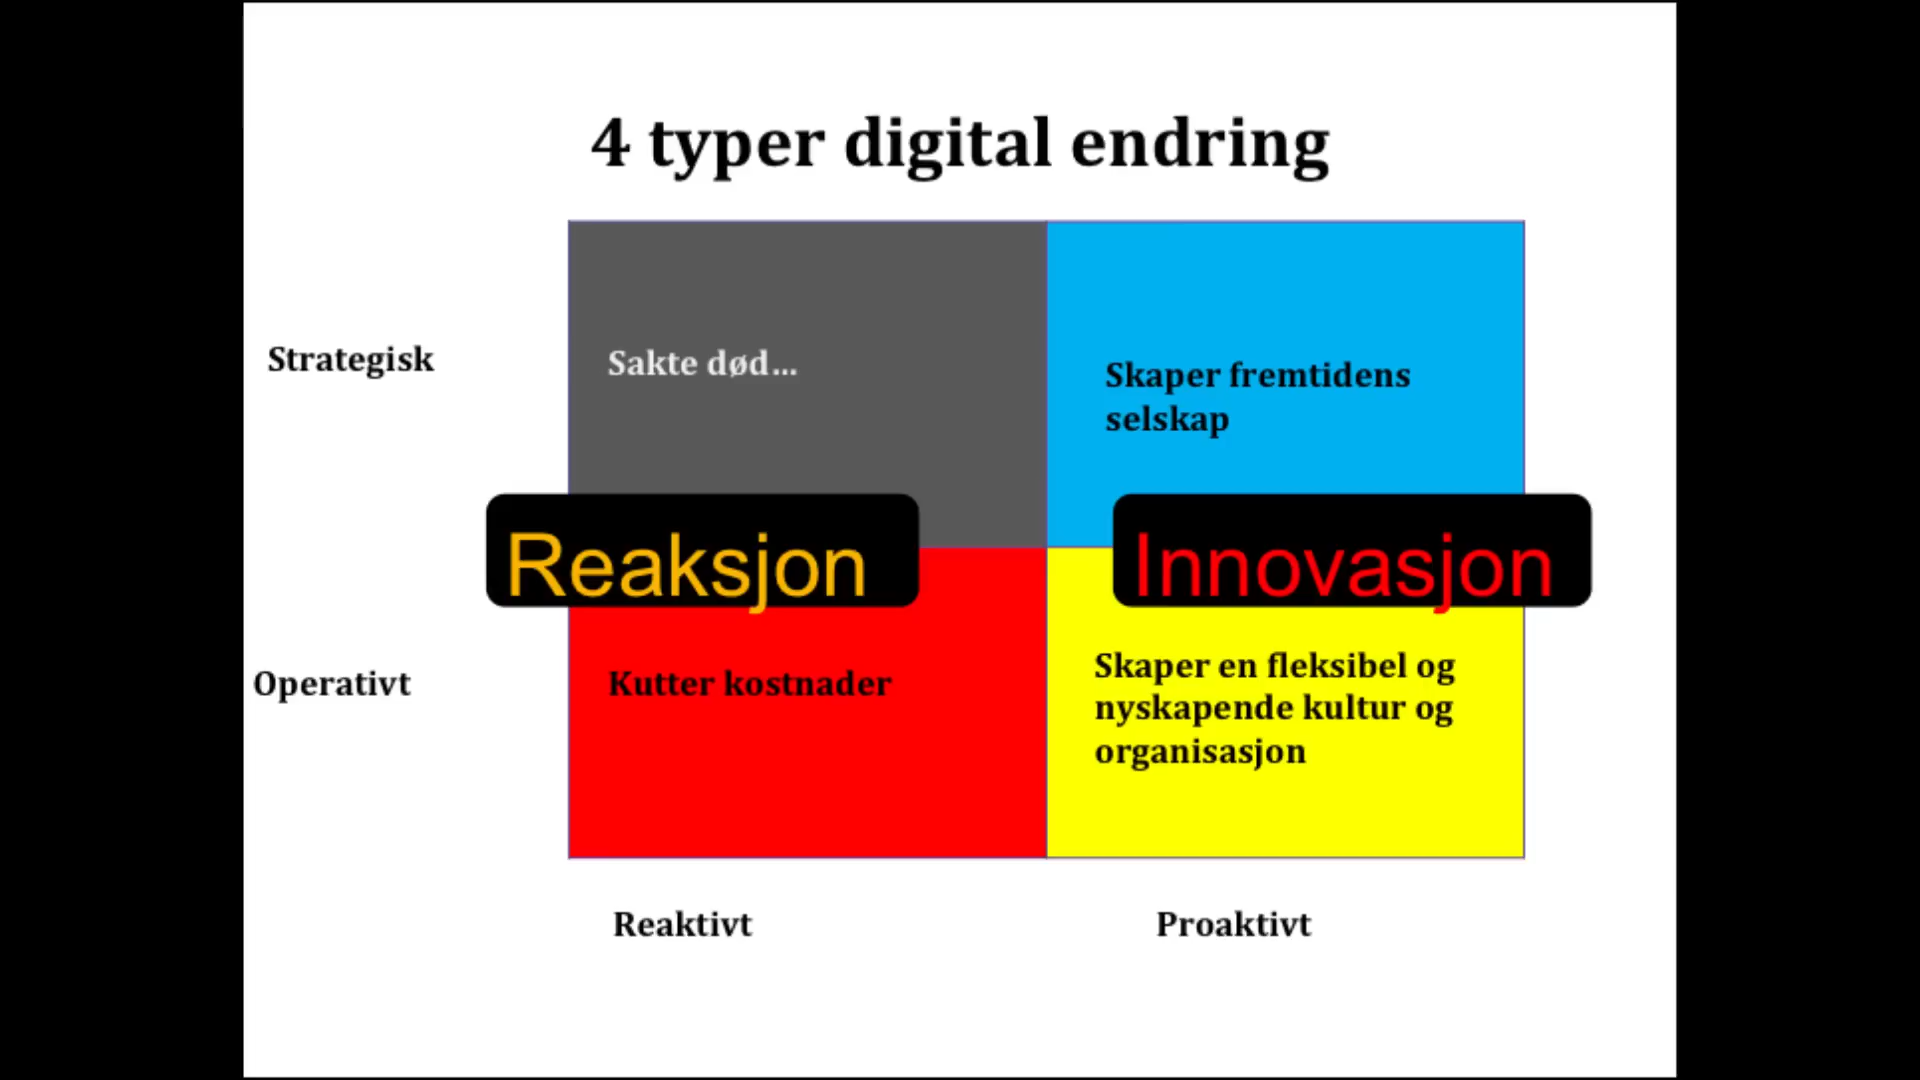 4 typer digital endring
Strategisk
Sakte død...
Skaper fremtidens
selskap
Reaksjon
Innovasjon
Operativt
Kutter kostnader
Skaper en fleksibel og
nyskapende kultur og
organisasjon
Reaktivt
Proaktivt